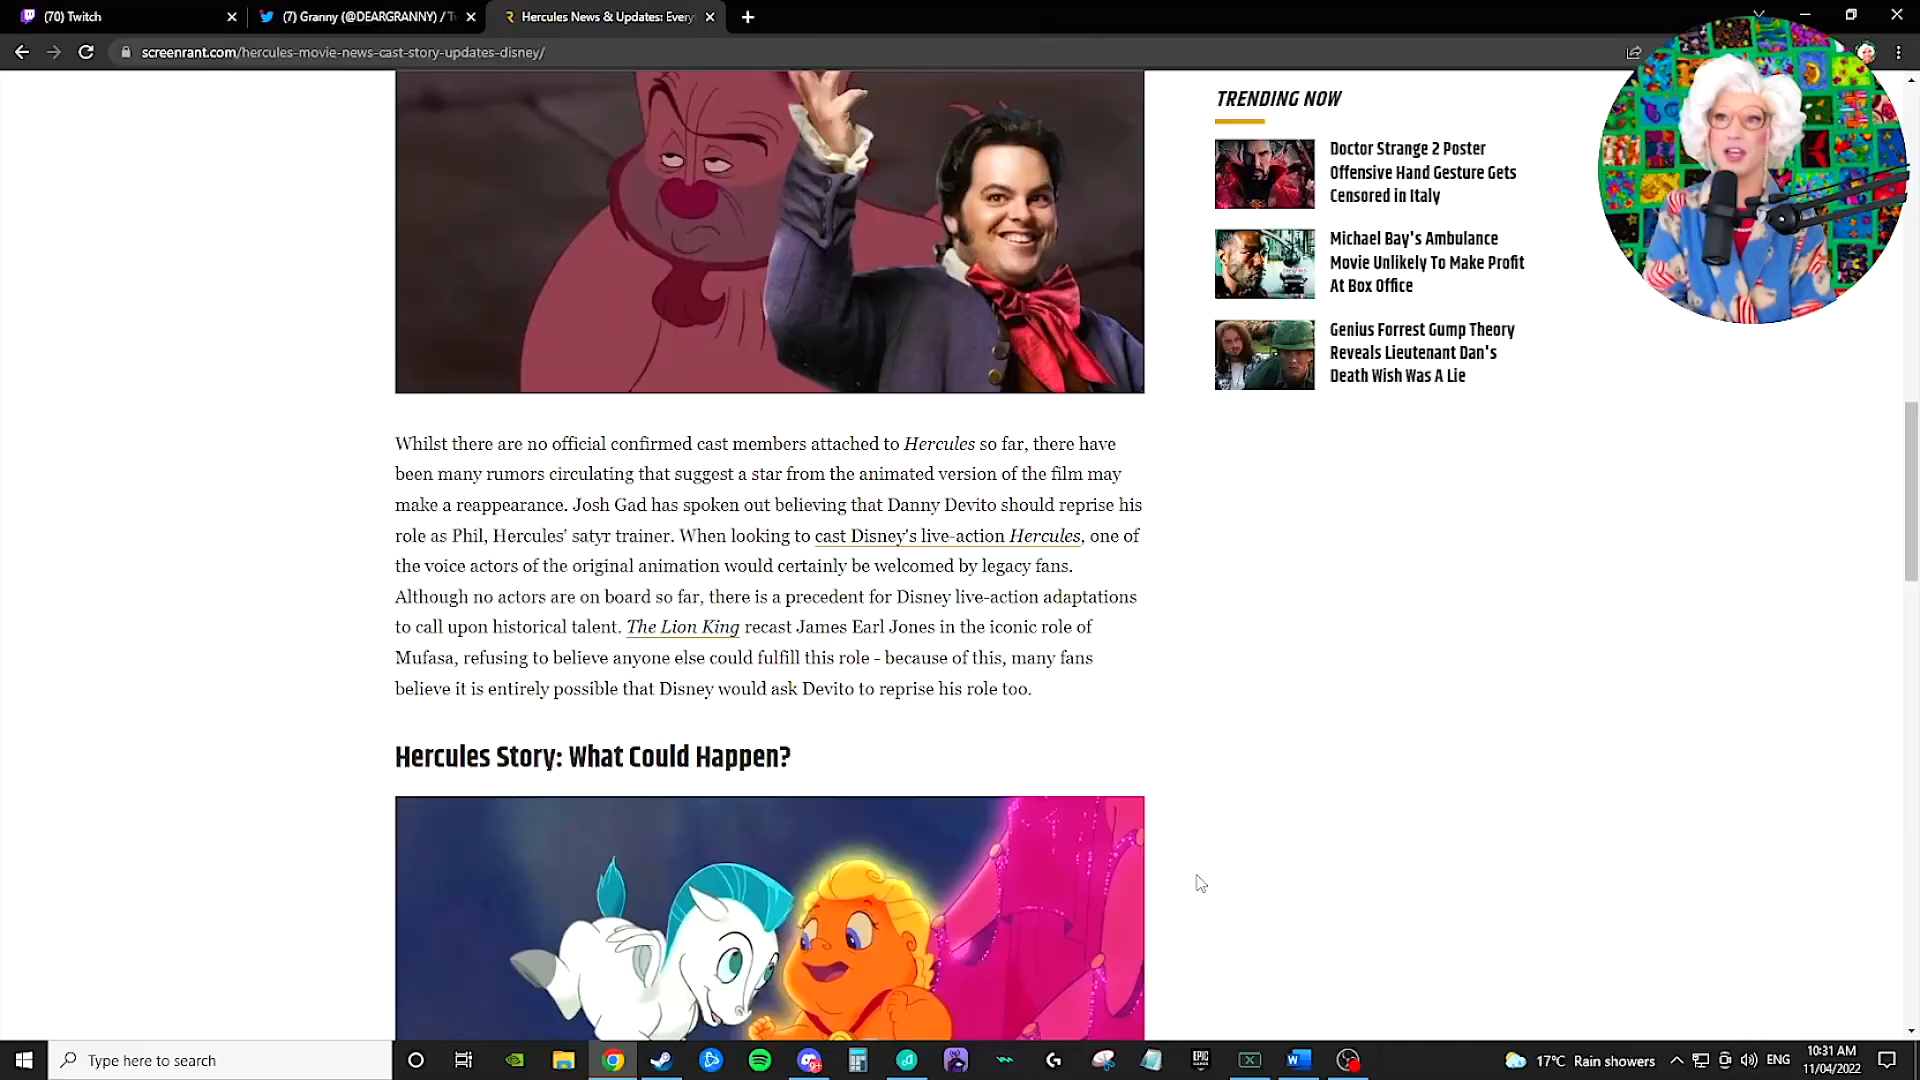 (70) Twitch
(7) Granny (@DEARGRANNY) / Tw
Hercules News & Updates: Every
screenrant.com/hercules-movie-news-cast-story-updates-disney/
TRENDING NOW
Doctor Strange 2 Poster
Offensive Hand Gesture Gets
Censored in Italy
Michael Bay's Ambulance
Movie Unlikely To Make Profit
At Box Office
Genius Forrest Gump Theory
Reveals Lieutenant Dan's
Death Wish Was A Lie
Whilst there are no official confirmed cast members attached to Hercules so far, there have
been many rumors circulating that suggest a star from the animated version of the film may
make a reappearance. Josh Gad has spoken out believing that Danny Devito should reprise his
role as Phil, Hercules' satyr trainer. When looking to cast Disney's live-action Hercules, one of
the voice actors of the original animation would certainly be welcomed by legacy fans.
Although no actors are on board so far, there is a precedent for Disney live-action adaptations
to call upon historical talent. The Lion King recast James Earl Jones in the iconic role of
Mufasa, refusing to believe anyone else could fulfill this role - because of this, many fans
believe it is entirely possible that Disney would ask Devito to reprise his role too.
Hercules Story: What Could Happen?
Type here to search
EPIC
17°C Rain showers
ENG
10:31 AM
11/04/2022